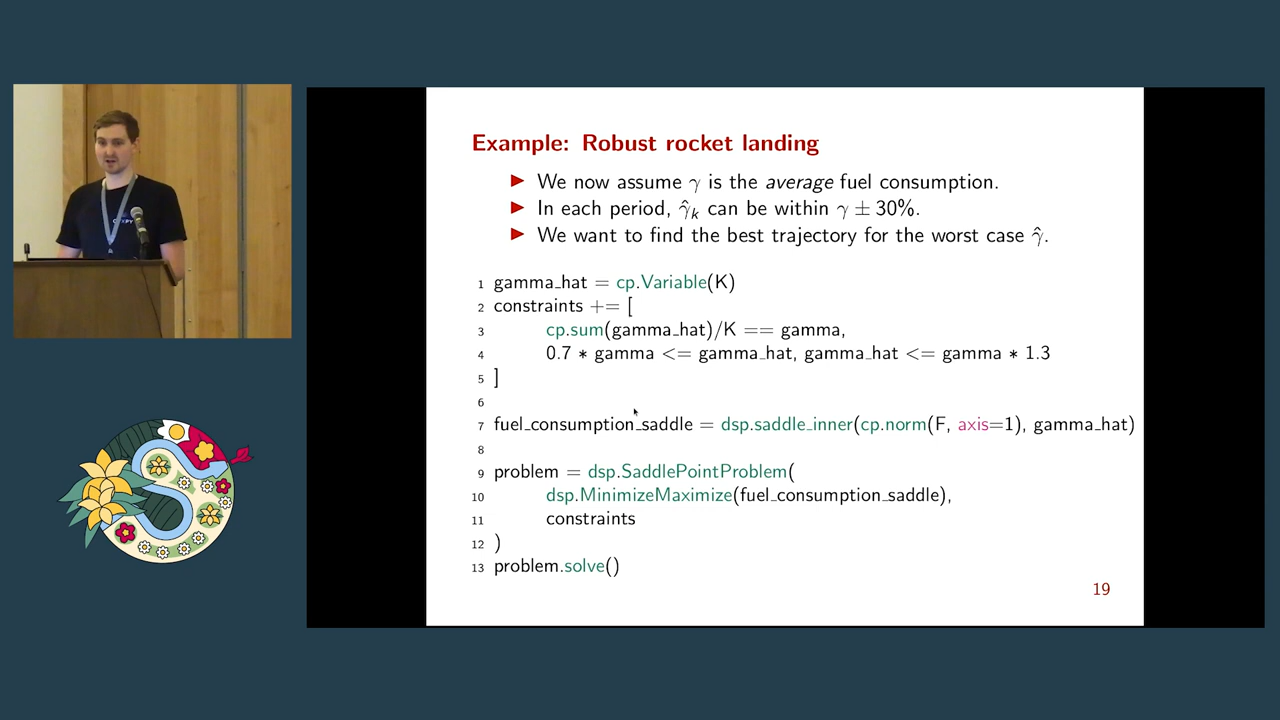 Example: Robust rocket landing
▶ We now assume γ is the average fuel consumption.
▶ In each period, γ̂ₖ can be within γ ± 30%.
▶ We want to find the best trajectory for the worst case γ̂.
1 gamma_hat = cp.Variable(K)
2 constraints += [
3 cp.sum(gamma_hat)/K == gamma,
4 0.7 * gamma <= gamma_hat, gamma_hat <= gamma * 1.3
5 ]
6
7 fuel_consumption_saddle = dsp.saddle_inner(cp.norm(F, axis=1), gamma_hat)
8
9 problem = dsp.SaddlePointProblem(
10 dsp.MinimizeMaximize(fuel_consumption_saddle),
11 constraints
12 )
13 problem.solve()
19